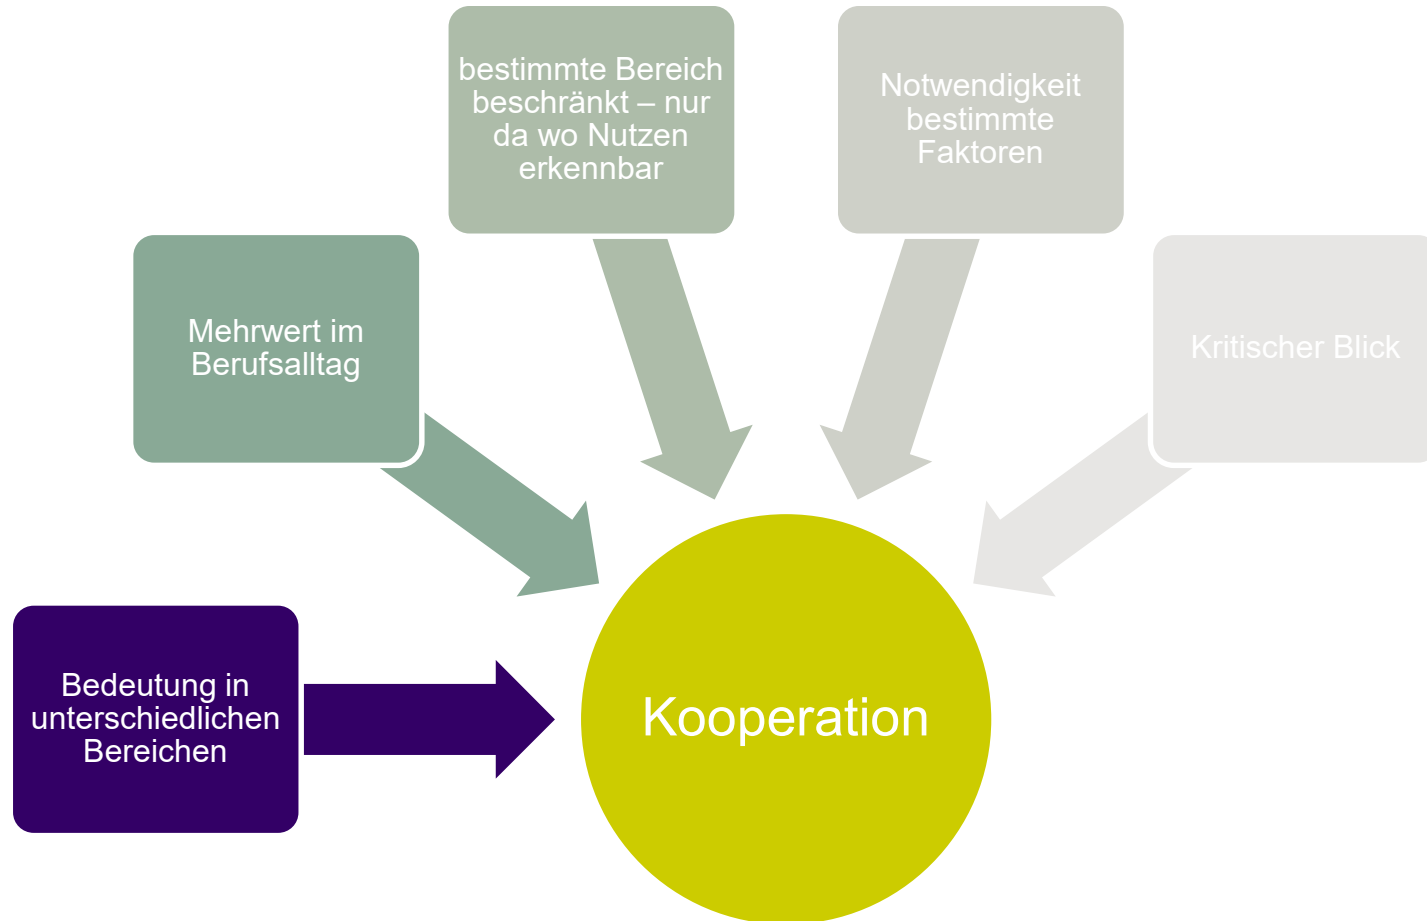 bestimmte Bereich
beschränkt – nur
da wo Nutzen
erkennbar
Notwendigkeit
bestimmte
Faktoren
Mehrwert im
Berufsalltag
Kritischer Blick
Bedeutung in
unterschiedlichen
Bereichen
Kooperation